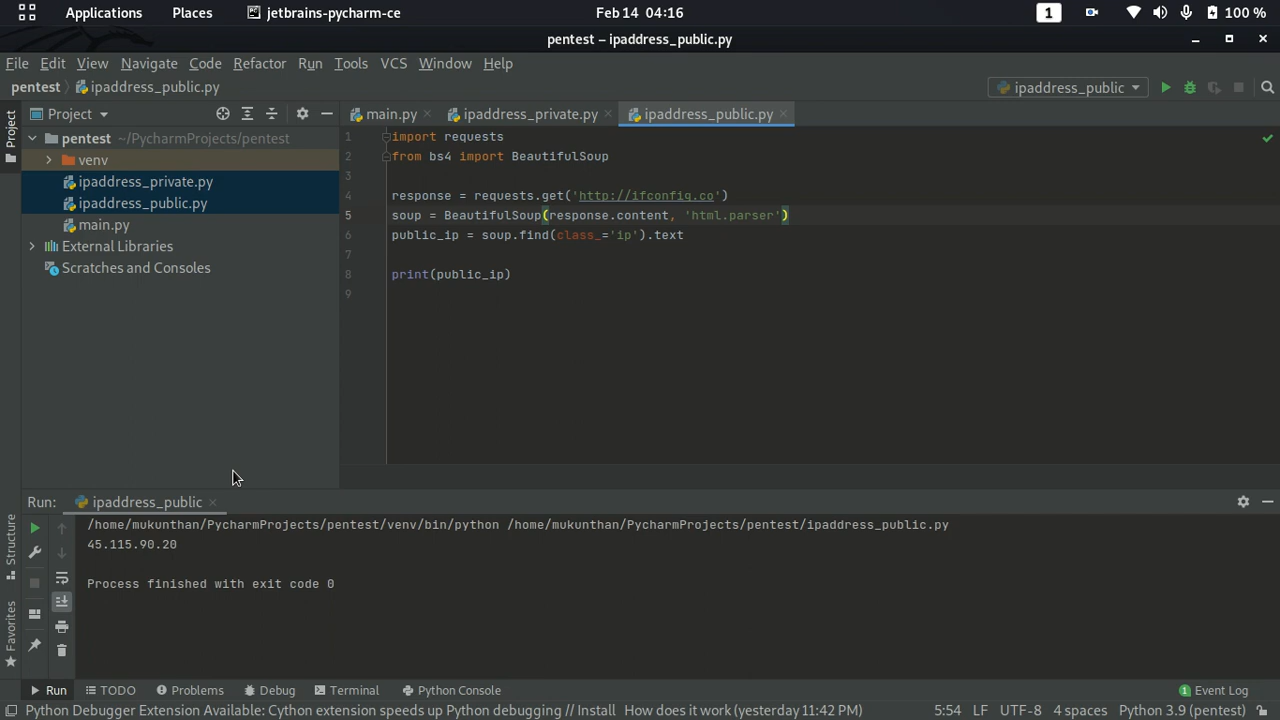 Applications Places jetbrains-pycharm-ce Feb 14 04:16 1 100 %
pentest – ipaddress_public.py
File Edit View Navigate Code Refactor Run Tools VCS Window Help
pentest ipaddress_public.py ipaddress_public
Project Project main.py ipaddress_private.py ipaddress_public.py
pentest ~/PycharmProjects/pentest
venv
ipaddress_private.py
ipaddress_public.py
main.py
External Libraries
Scratches and Consoles
1 import requests
2 from bs4 import BeautifulSoup
3
4 response = requests.get('http://ifconfig.co')
5 soup = BeautifulSoup(response.content, 'html.parser')
6 public_ip = soup.find(class_='ip').text
7
8 print(public_ip)
9
Run: ipaddress_public
/home/mukunthan/PycharmProjects/pentest/venv/bin/python /home/mukunthan/PycharmProjects/pentest/ipaddress_public.py
45.115.90.20
Process finished with exit code 0
Structure
Favorites
Run TODO Problems Debug Terminal Python Console 1 Event Log
Python Debugger Extension Available: Cython extension speeds up Python debugging // Install How does it work (yesterday 11:42 PM) 5:54 LF UTF-8 4 spaces Python 3.9 (pentest)